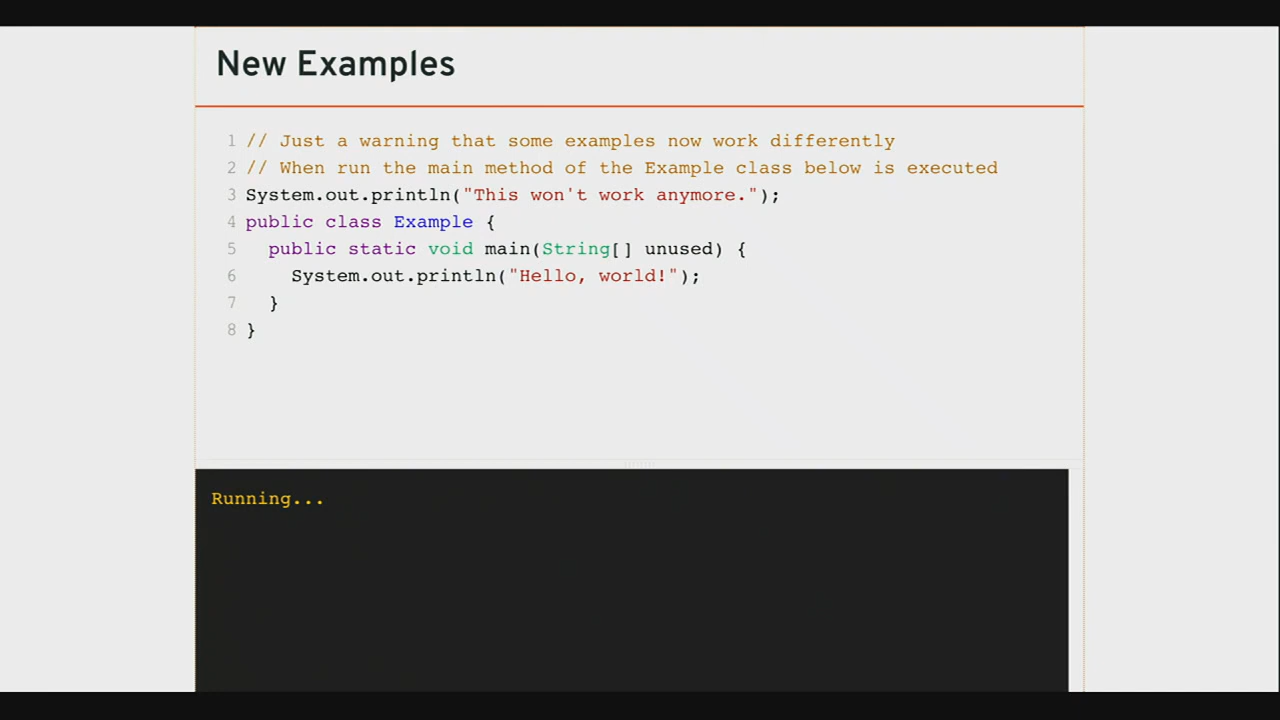 New Examples
1 // Just a warning that some examples now work differently
2 // When run the main method of the Example class below is executed
3 System.out.println("This won't work anymore.");
4 public class Example {
5   public static void main(String[] unused) {
6     System.out.println("Hello, world!");
7   }
8 }
Running...